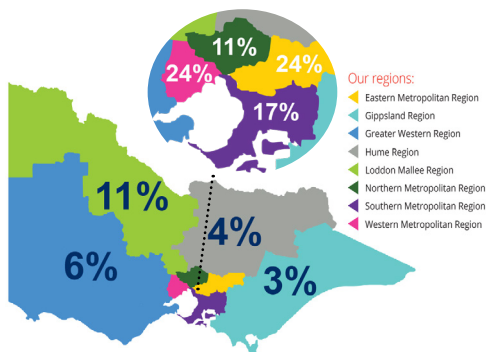 11%
24%
24%
17%
11%
4%
6%
3%
Our regions:
Eastern Metropolitan Region
Gippsland Region
Greater Western Region
Hume Region
Loddon Mallee Region
Northern Metropolitan Region
Southern Metropolitan Region
Western Metropolitan Region